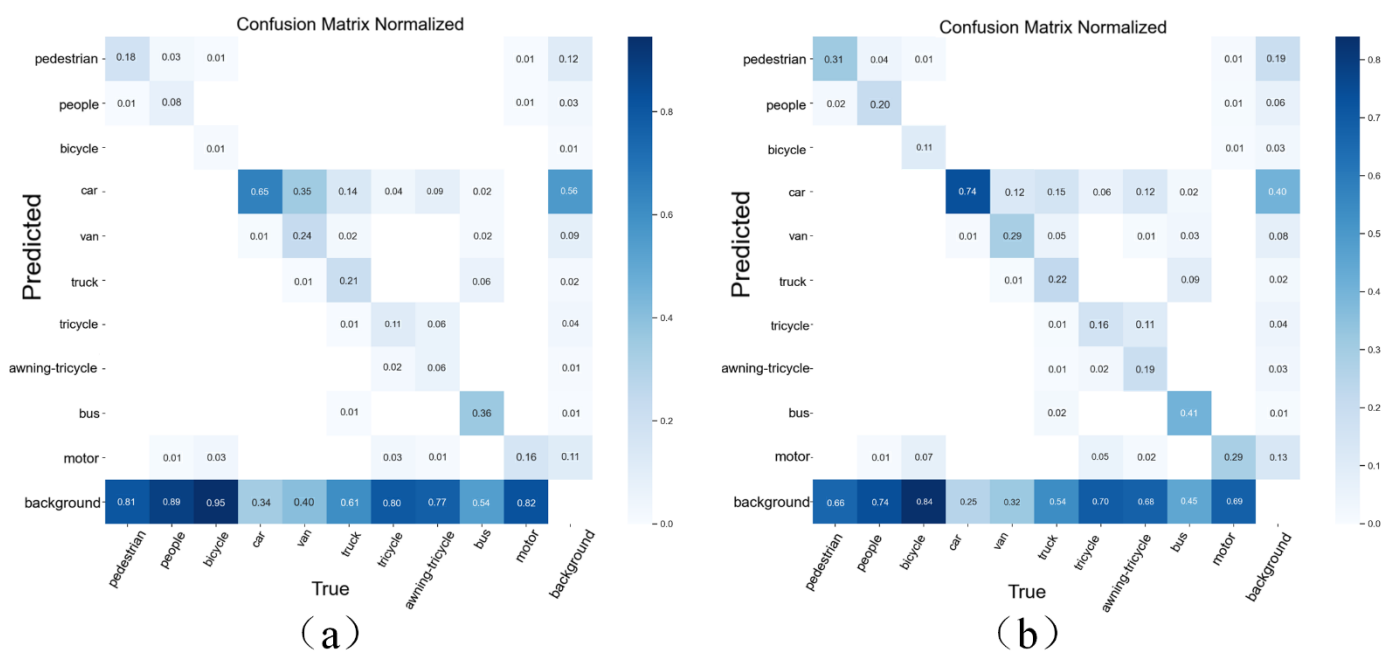 Confusion Matrix Normalized
pedestrian 0.18 0.03 0.01 0.01 0.12
people 0.01 0.08 0.01 0.03
bicycle 0.01 0.01
car 0.65 0.35 0.14 0.04 0.09 0.02 0.56
van 0.01 0.24 0.02 0.02 0.09
truck 0.01 0.21 0.06 0.02
tricycle 0.01 0.11 0.06 0.04
awning-tricycle 0.02 0.06 0.01
bus 0.01 0.36 0.01
motor 0.01 0.03 0.03 0.01 0.16 0.11
background 0.81 0.89 0.95 0.34 0.40 0.61 0.80 0.77 0.54 0.82
Predicted
pedestrian people bicycle car van truck tricycle awning-tricycle bus motor background
True
0.8
0.6
0.4
0.2
0.0
(a)
Confusion Matrix Normalized
pedestrian 0.31 0.04 0.01 0.01 0.19
people 0.02 0.20 0.01 0.06
bicycle 0.11 0.01 0.03
car 0.74 0.12 0.15 0.06 0.12 0.02 0.40
van 0.01 0.29 0.05 0.01 0.03 0.08
truck 0.01 0.22 0.09 0.02
tricycle 0.01 0.16 0.11 0.04
awning-tricycle 0.01 0.02 0.19 0.03
bus 0.02 0.41 0.01
motor 0.01 0.07 0.05 0.02 0.29 0.13
background 0.66 0.74 0.84 0.25 0.32 0.54 0.70 0.68 0.45 0.69
Predicted
pedestrian people bicycle car van truck tricycle awning-tricycle bus motor background
True
0.8
0.7
0.6
0.5
0.4
0.3
0.2
0.1
0.0
(b)